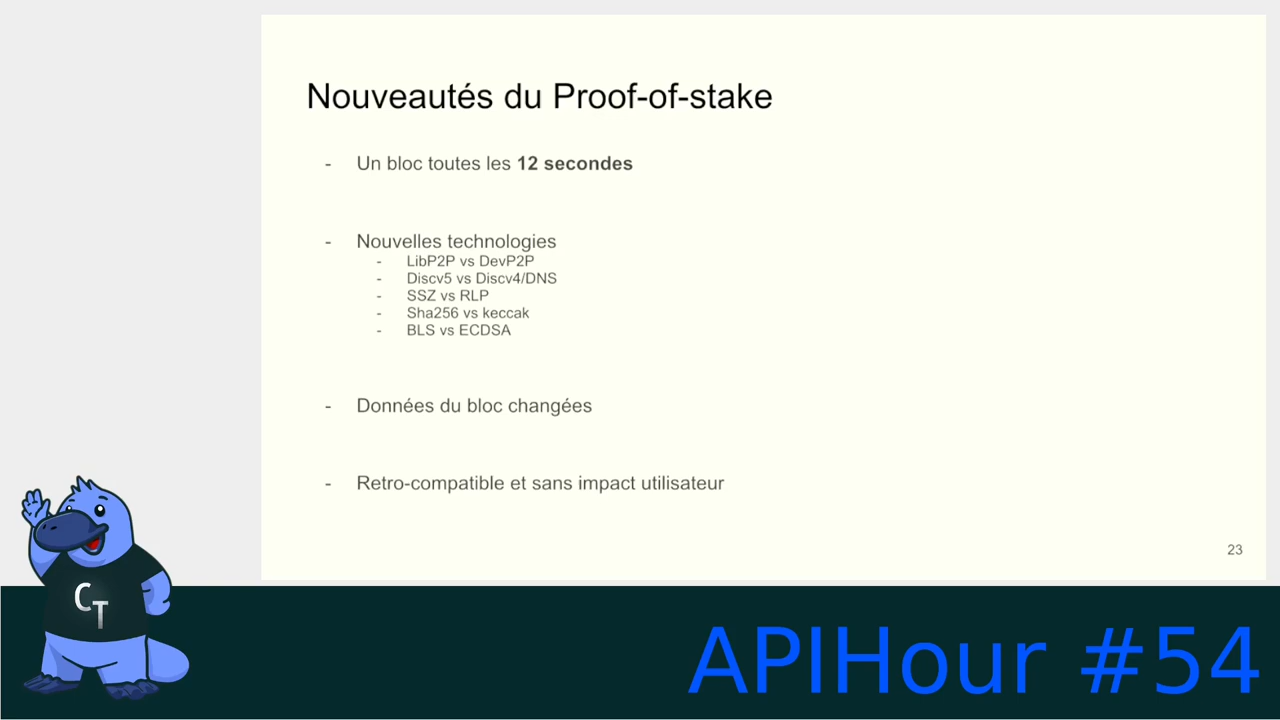 Nouveautés du Proof-of-stake
- Un bloc toutes les 12 secondes
- Nouvelles technologies
- LibP2P vs DevP2P
- Discv5 vs Discv4/DNS
- SSZ vs RLP
- Sha256 vs keccak
- BLS vs ECDSA
- Données du bloc changées
- Retro-compatible et sans impact utilisateur
23
CT
APIHour #54